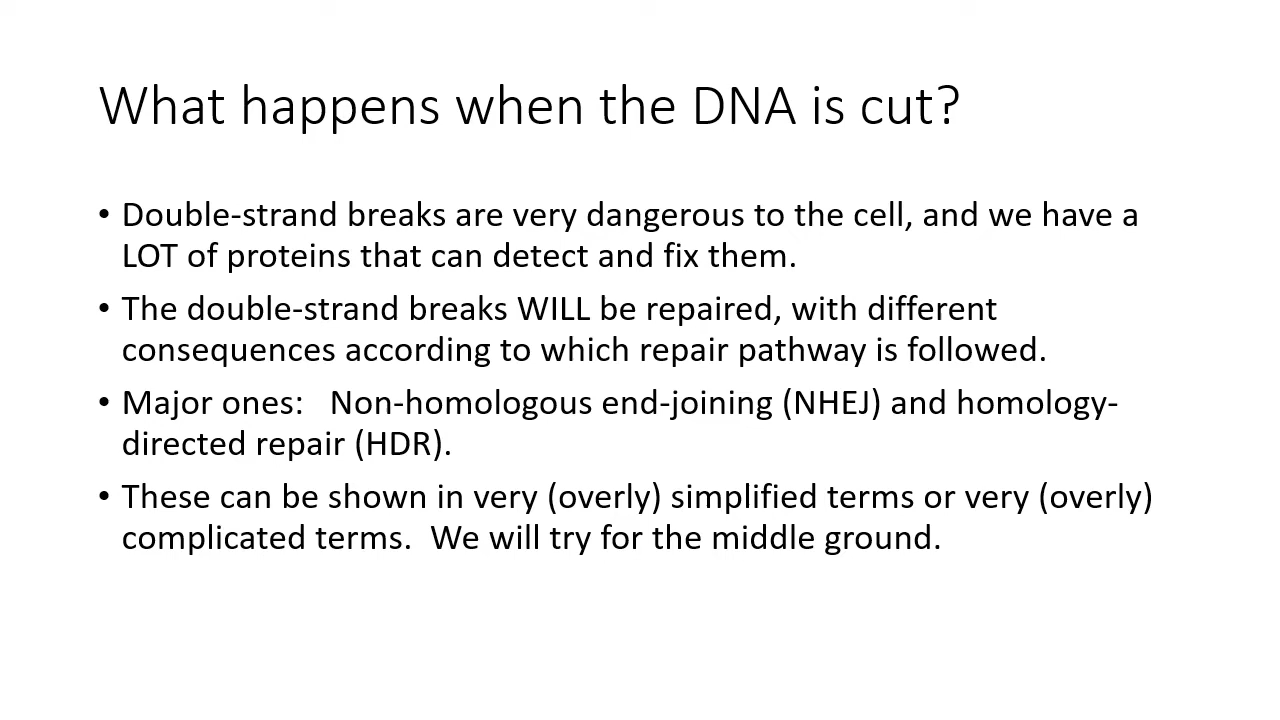 What happens when the DNA is cut?
• Double-strand breaks are very dangerous to the cell, and we have a
LOT of proteins that can detect and fix them.
• The double-strand breaks WILL be repaired, with different
consequences according to which repair pathway is followed.
• Major ones:   Non-homologous end-joining (NHEJ) and homology-
directed repair (HDR).
• These can be shown in very (overly) simplified terms or very (overly)
complicated terms.  We will try for the middle ground.